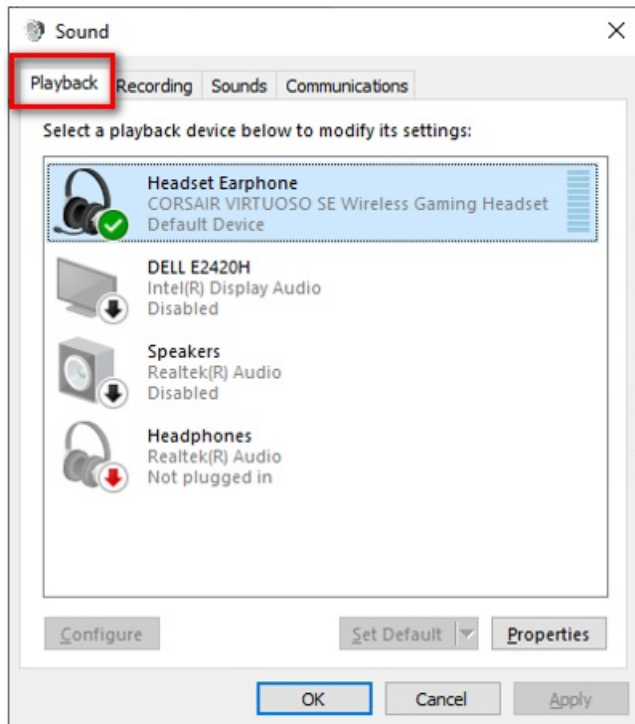 Sound
Playback Recording Sounds Communications
Select a playback device below to modify its settings:
Headset Earphone
CORSAIR VIRTUOSO SE Wireless Gaming Headset
Default Device
DELL E2420H
Intel(R) Display Audio
Disabled
Speakers
Realtek(R) Audio
Disabled
Headphones
Realtek(R) Audio
Not plugged in
Configure Set Default Properties
OK Cancel Apply